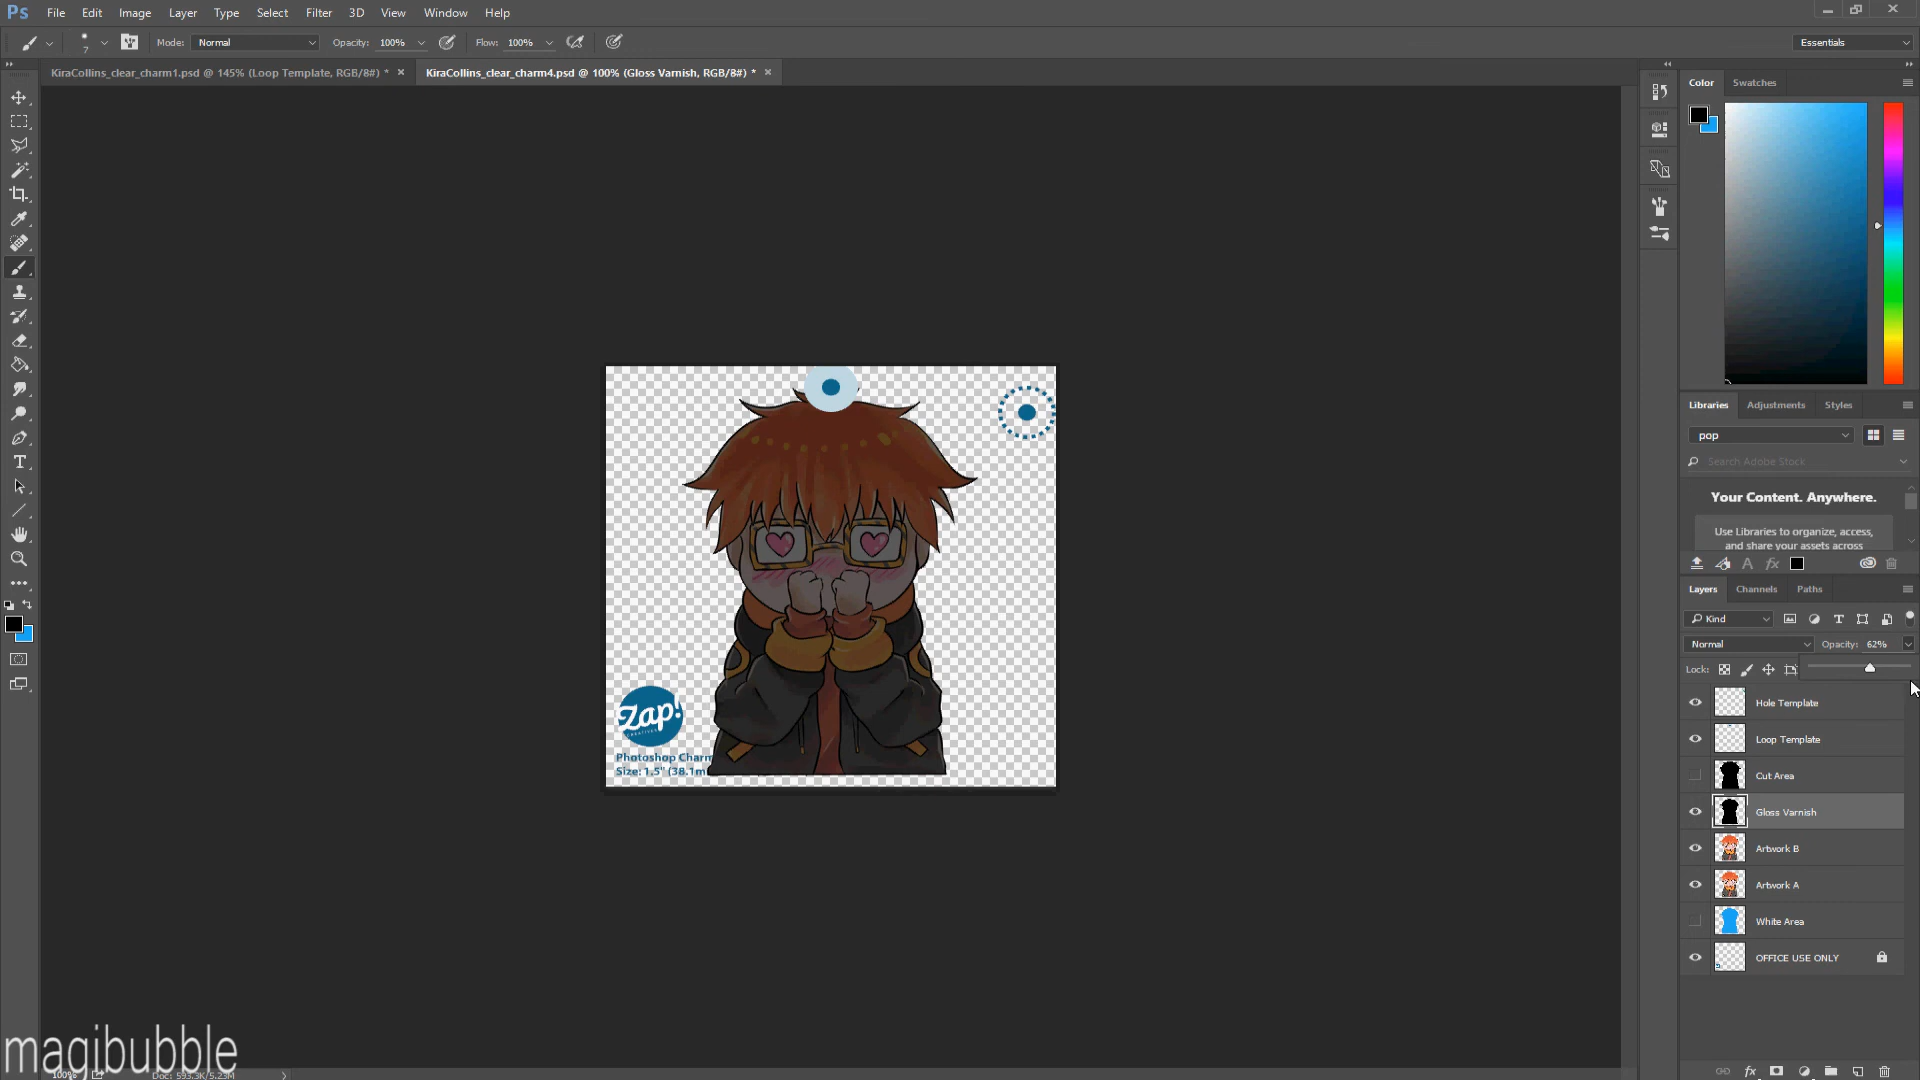 Ps File Edit Image Layer Type Select Filter 3D View Window Help
7 Mode: Normal Opacity: 100% Flow: 100% Essentials
KiraCollins_clear_charm1.psd @ 145% (Loop Template, RGB/8#) * × KiraCollins_clear_charm4.psd @ 100% (Gloss Varnish, RGB/8#) * ×
Color Swatches
Libraries Adjustments Styles
pop
Search Adobe Stock
Your Content. Anywhere.
Use Libraries to organize, access,
and share your assets across
Layers Channels Paths
Kind
Normal Opacity: 62%
Lock:
Hole Template
Loop Template
Cut Area
Gloss Varnish
Artwork B
Artwork A
White Area
OFFICE USE ONLY
Zap!
CREATIVES
Photoshop Charm
Size: 1.5" (38.1m
magibubble
100% Doc: 593.3K/5.23M